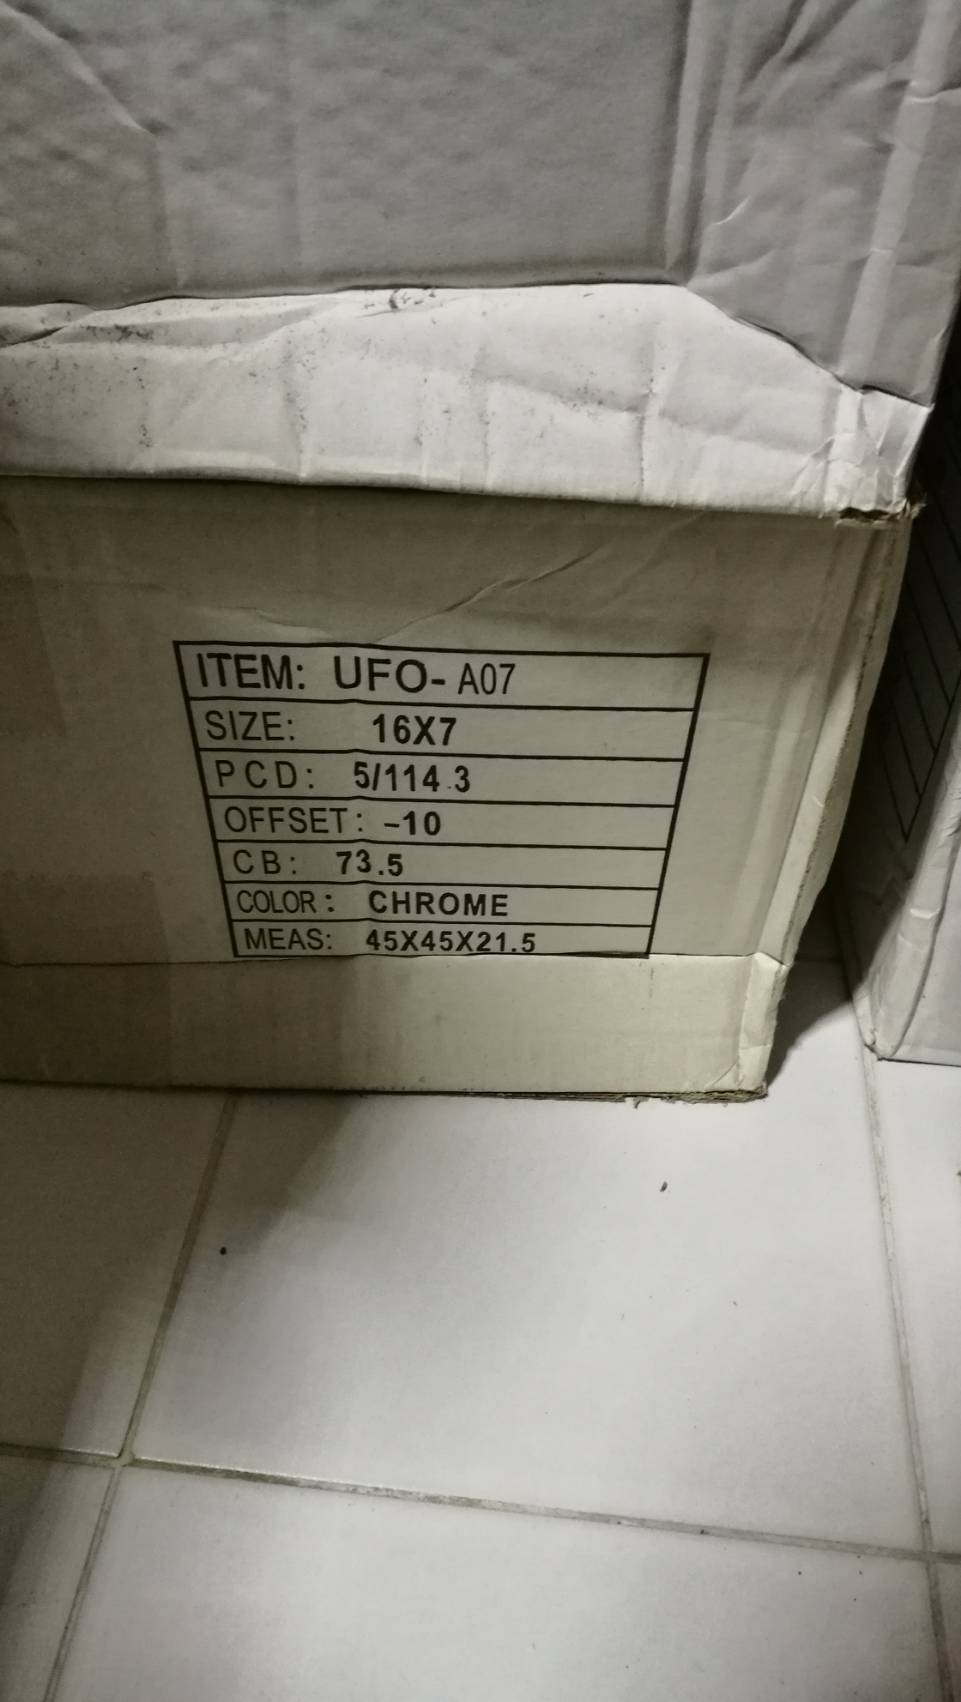 ITEM: UFO- A07
SIZE: 16X7
PCD: 5/114.3
OFFSET: -10
CB: 73.5
COLOR: CHROME
MEAS: 45X45X21.5